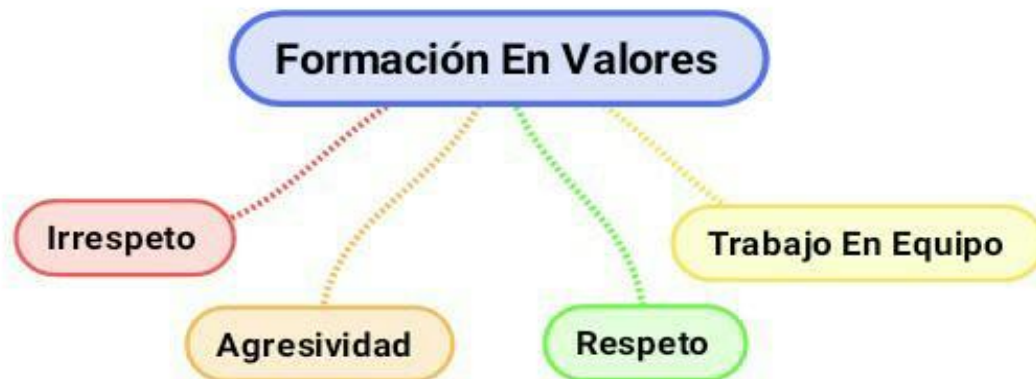 Formación En Valores
Irrespeto
Trabajo En Equipo
Agresividad
Respeto